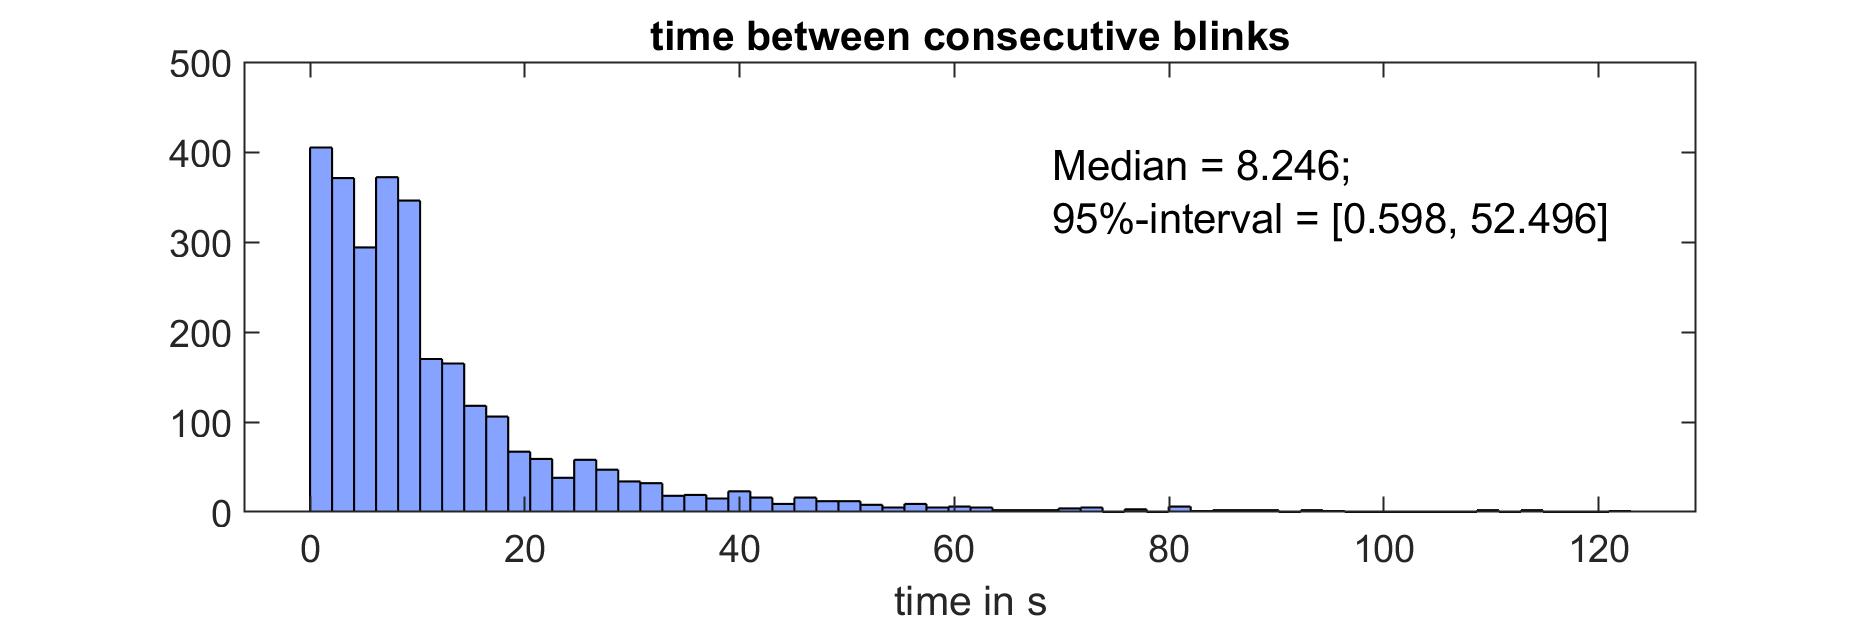 time between consecutive blinks
500
400
300
200
100
0
Median = 8.246;
95%-interval = [0.598, 52.496]
0 20 40 60 80 100 120
time in s